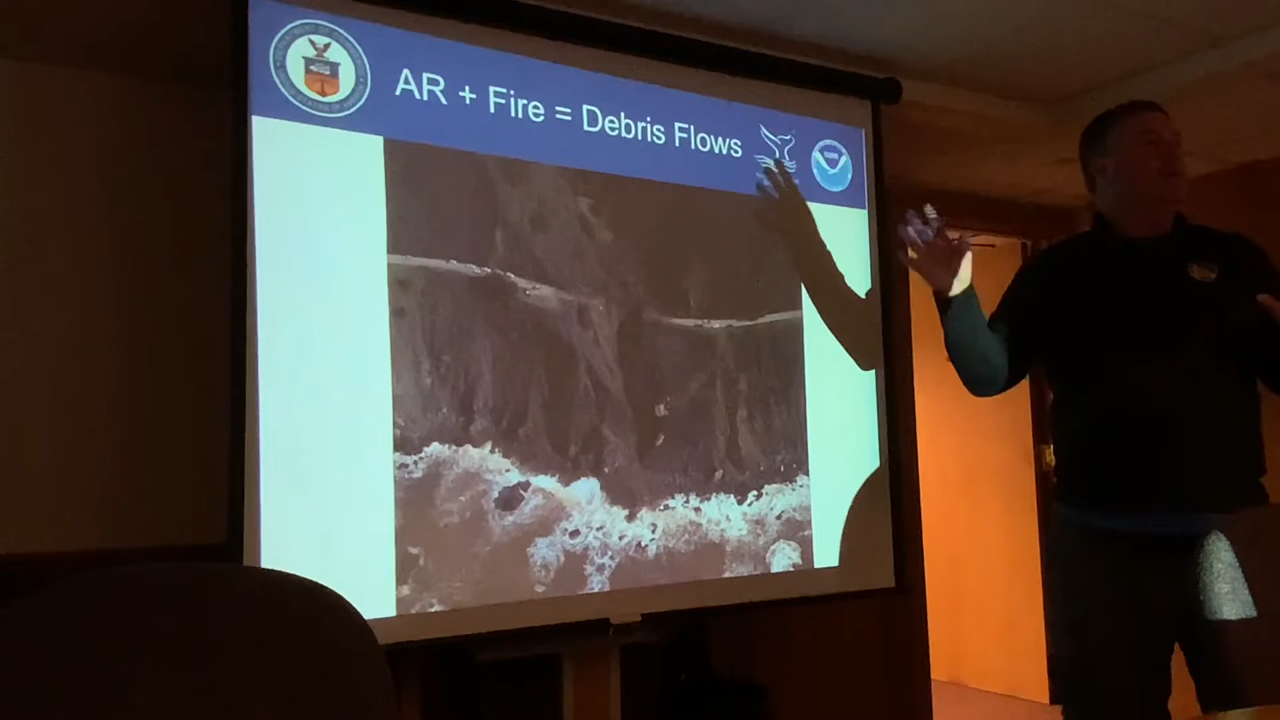 AR + Fire = Debris Flows